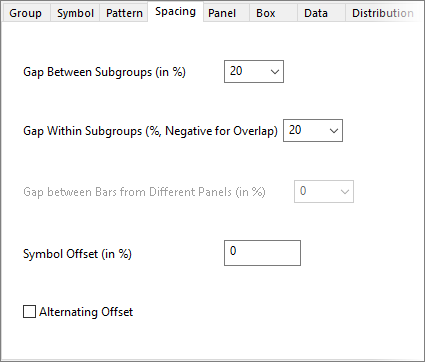 Group Symbol Pattern Spacing Panel Box Data Distribution
Gap Between Subgroups (in %) 20
Gap Within Subgroups (%, Negative for Overlap) 20
Gap between Bars from Different Panels (in %) 0
Symbol Offset (in %) 0
Alternating Offset